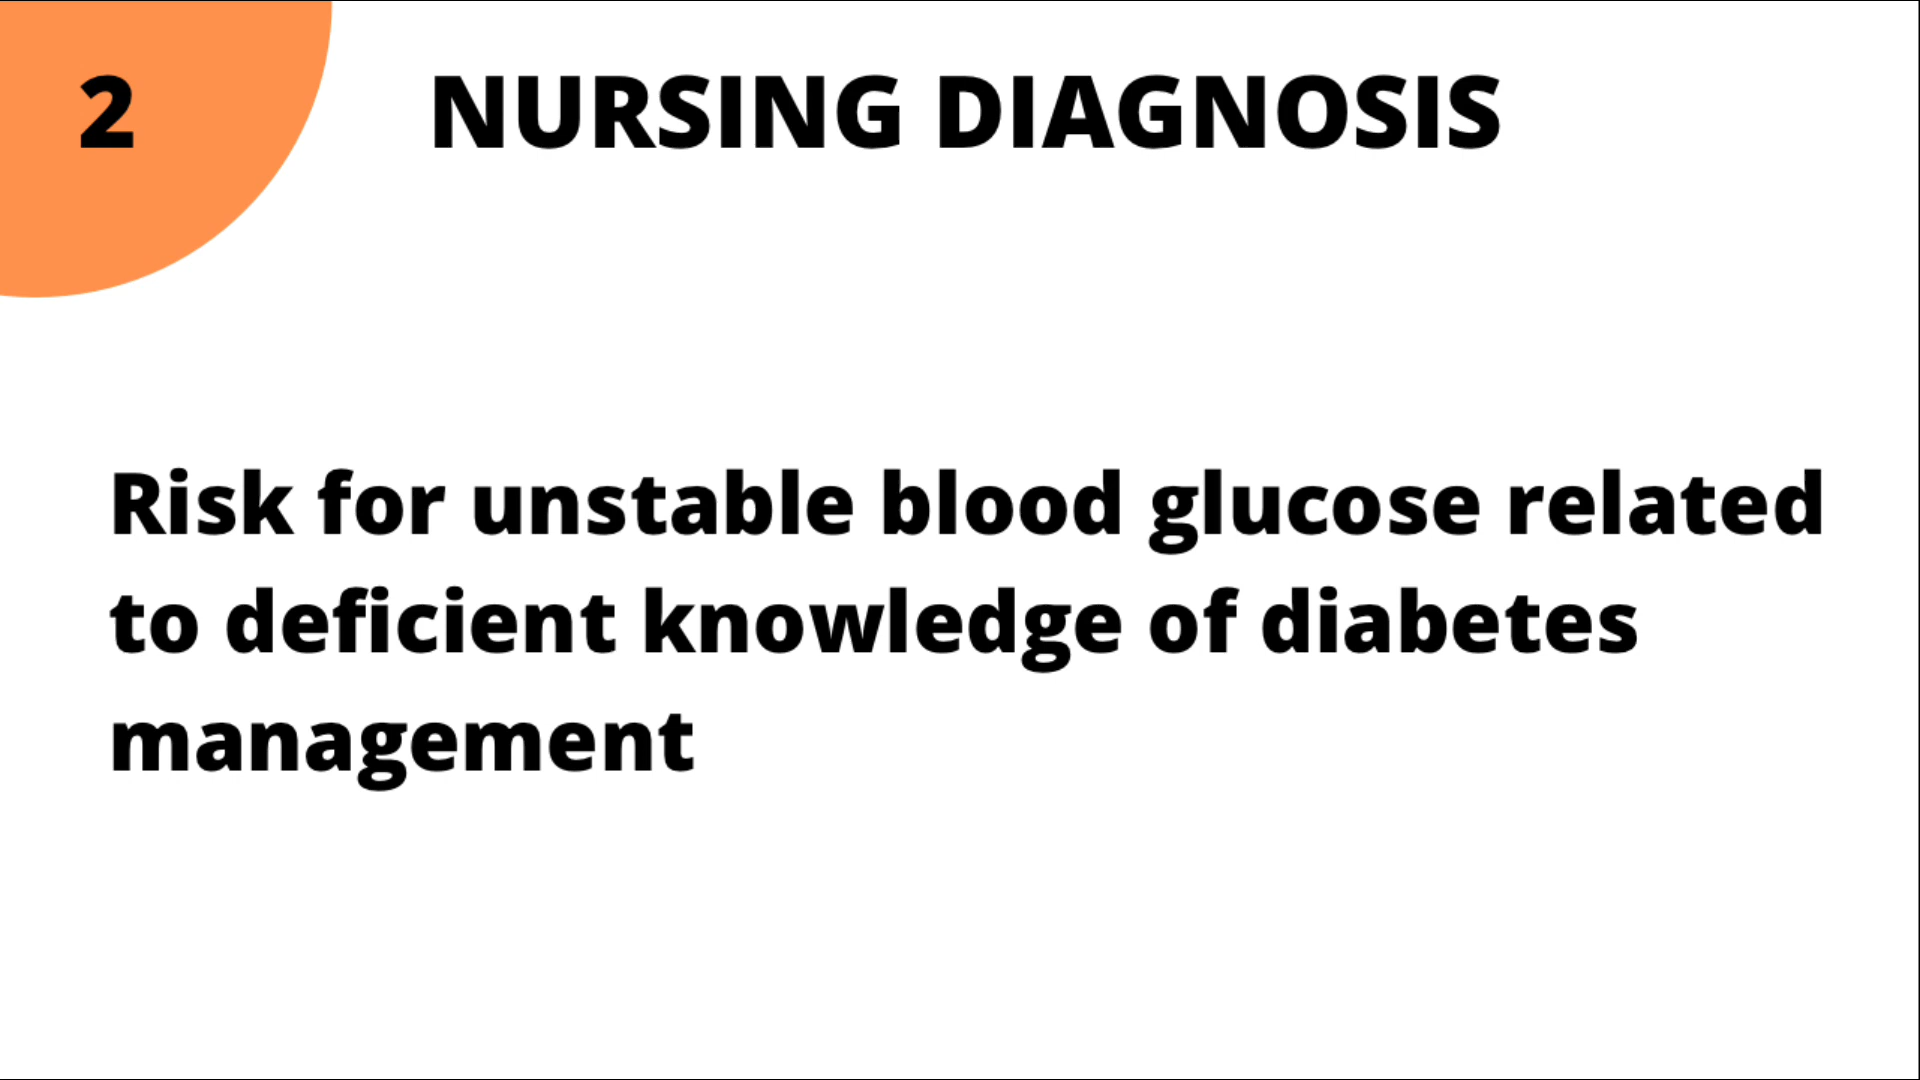 2
NURSING DIAGNOSIS
Risk for unstable blood glucose related
to deficient knowledge of diabetes
management